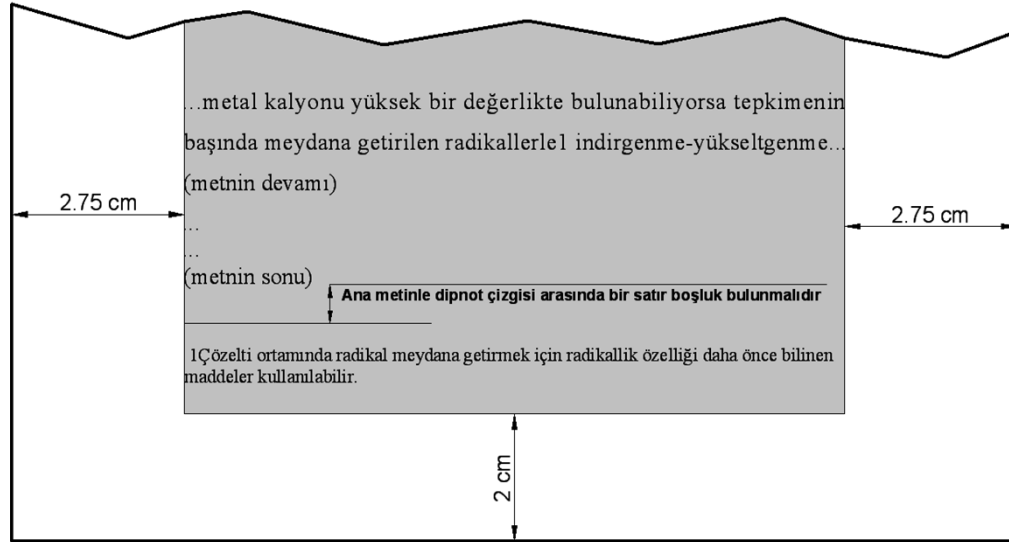 ...metal kalyonu yüksek bir değerlikte bulunabiliyorsa tepkimenin
başında meydana getirilen radikallerle1 indirgenme-yükseltgenme...
(metnin devamı)
2.75 cm
2.75 cm
...
...
(metnin sonu)
Ana metinle dipnot çizgisi arasında bir satır boşluk bulunmalıdır
1Çözelti ortamında radikal meydana getirmek için radikallik özelliği daha önce bilinen
maddeler kullanılabilir.
2 cm